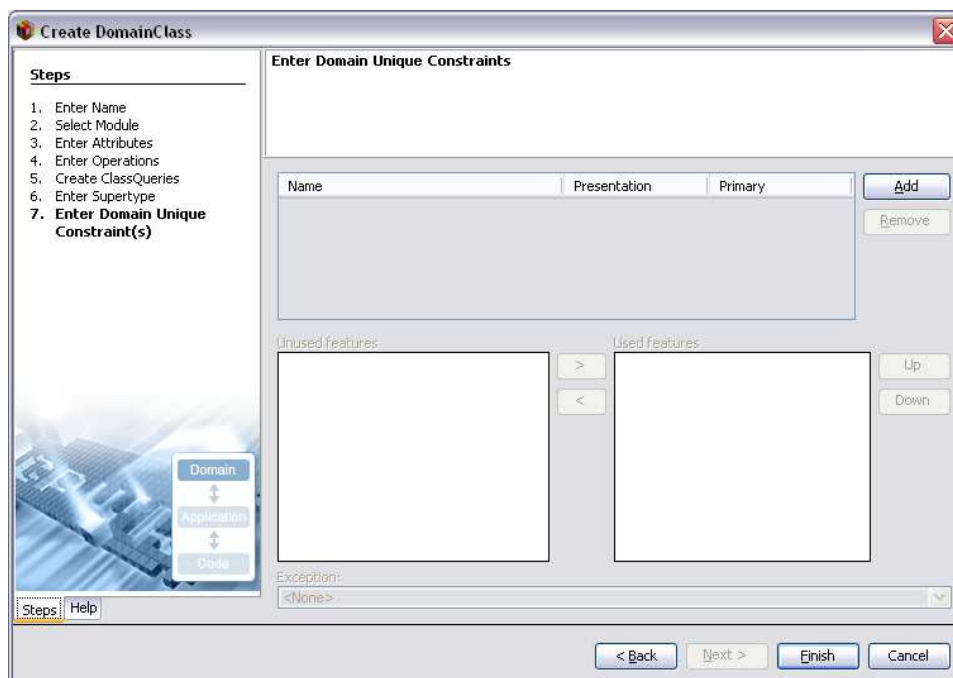 Create DomainClass
Steps
1. Enter Name
2. Select Module
3. Enter Attributes
4. Enter Operations
5. Create ClassQueries
6. Enter Supertype
7. Enter Domain Unique
Constraint(s)
Domain
Application
Code
Steps Help
Enter Domain Unique Constraints
Name Presentation Primary
Add
Remove
Unused features
Used features
>
<
Up
Down
Exception:
<None>
< Back Next > Finish Cancel